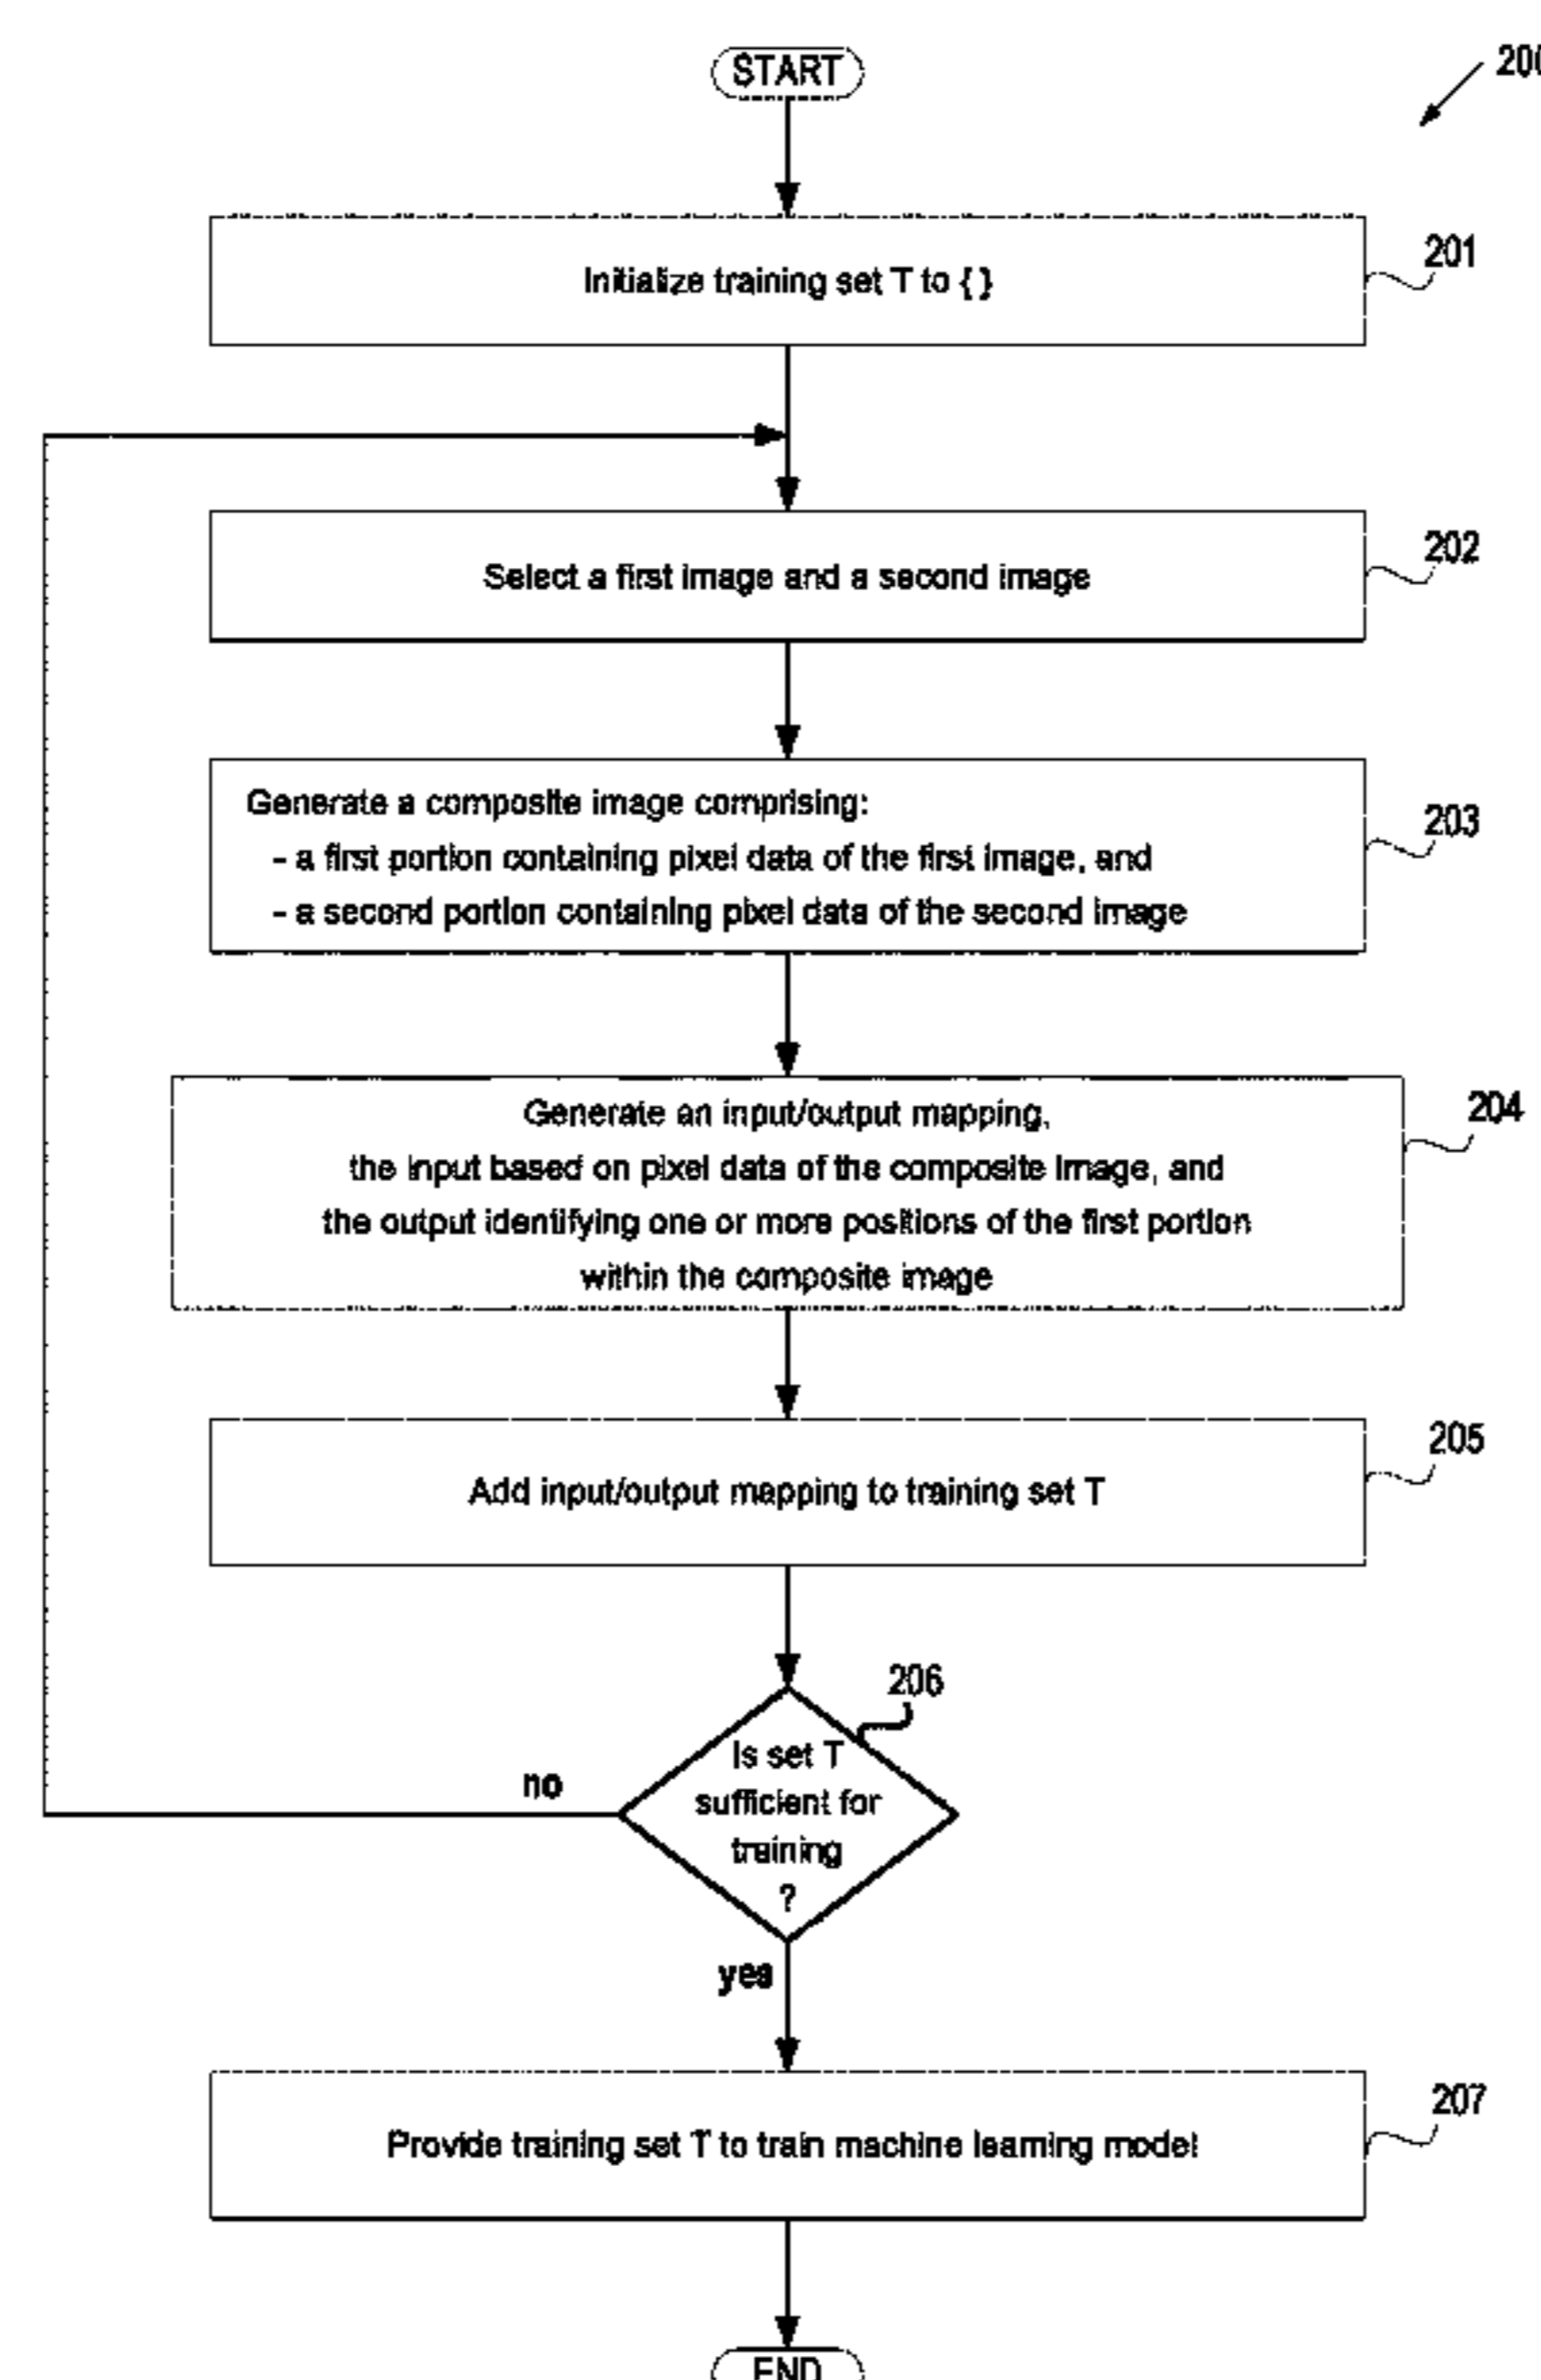 START
200
Initialize training set T to { }
201
Select a first image and a second image
202
Generate a composite image comprising:
- a first portion containing pixel data of the first image, and
- a second portion containing pixel data of the second image
203
Generate an input/output mapping,
the input based on pixel data of the composite image, and
the output identifying one or more positions of the first portion
within the composite image
204
Add input/output mapping to training set T
205
206
Is set T
sufficient for
training
?
no
yes
Provide training set T to train machine learning model
207
END